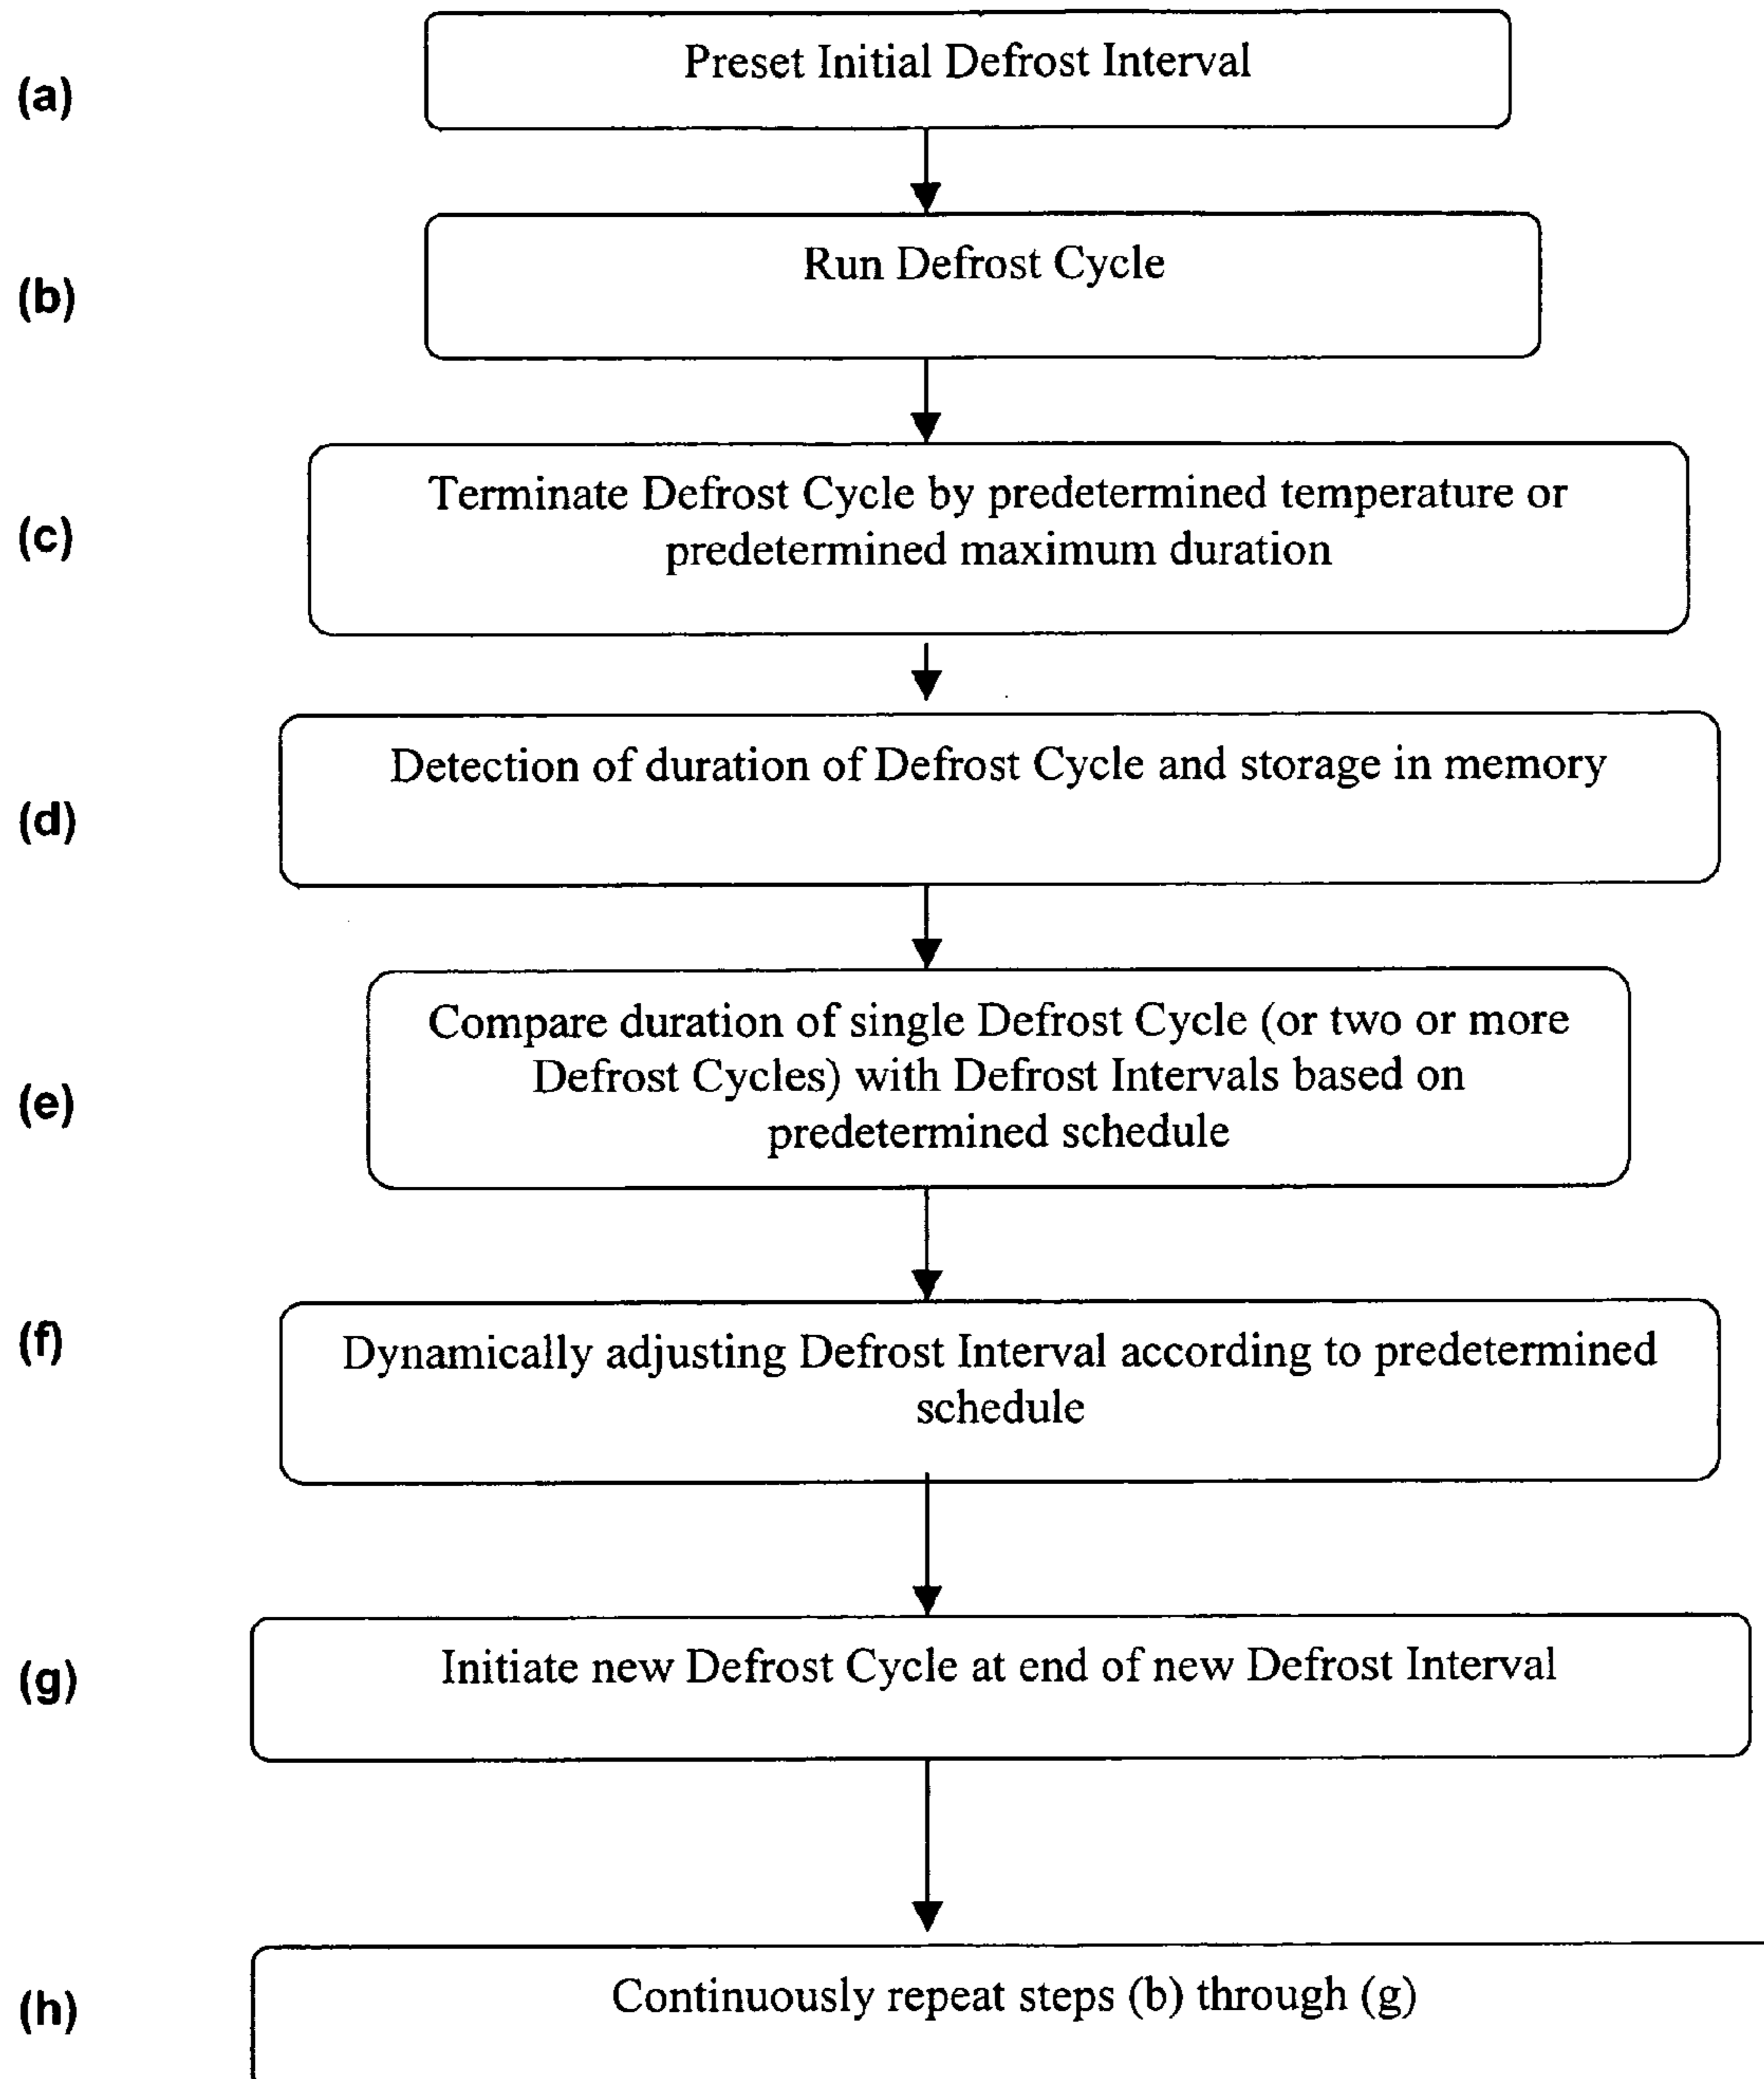 (a)
Preset Initial Defrost Interval
(b)
Run Defrost Cycle
(c)
Terminate Defrost Cycle by predetermined temperature or
predetermined maximum duration
(d)
Detection of duration of Defrost Cycle and storage in memory
(e)
Compare duration of single Defrost Cycle (or two or more
Defrost Cycles) with Defrost Intervals based on
predetermined schedule
(f)
Dynamically adjusting Defrost Interval according to predetermined
schedule
(g)
Initiate new Defrost Cycle at end of new Defrost Interval
(h)
Continuously repeat steps (b) through (g)